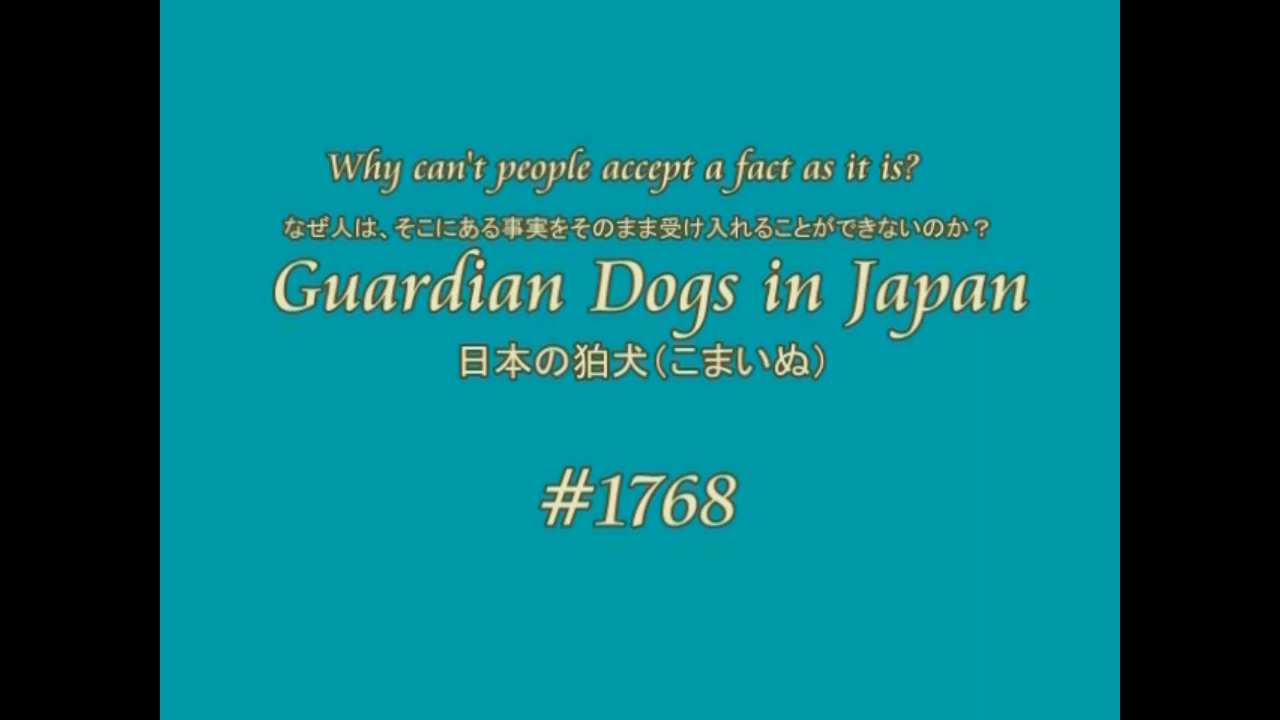 Why can't people accept a fact as it is?
なぜ人は、そこにある事実をそのまま受け入れることができないのか？
Guardian Dogs in Japan
日本の狛犬（こまいぬ）
#1768